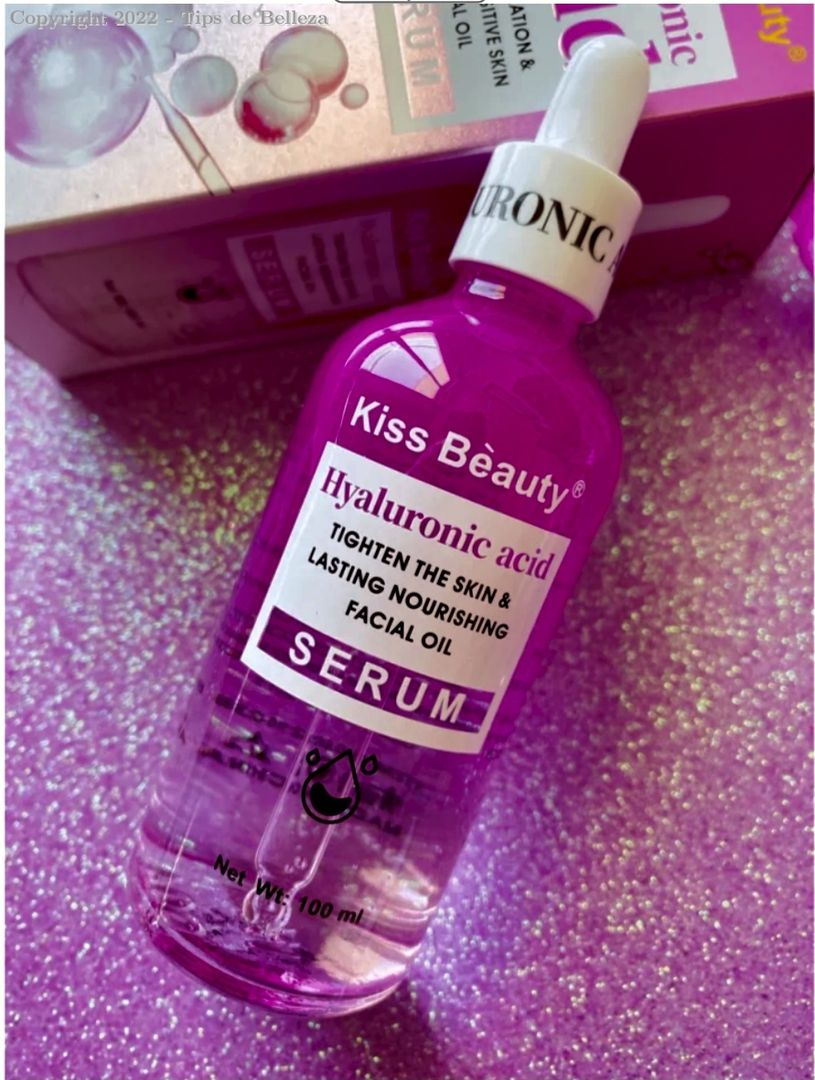 Copyright 2022 - Tips de Belleza
ATION &
ITIVE SKIN
AL OIL
RUM
onic
uty®
URONIC A
SERUM
Kiss Bèauty®
Hyaluronic acid
TIGHTEN THE SKIN &
LASTING NOURISHING
FACIAL OIL
SERUM
Net Wt: 100 ml